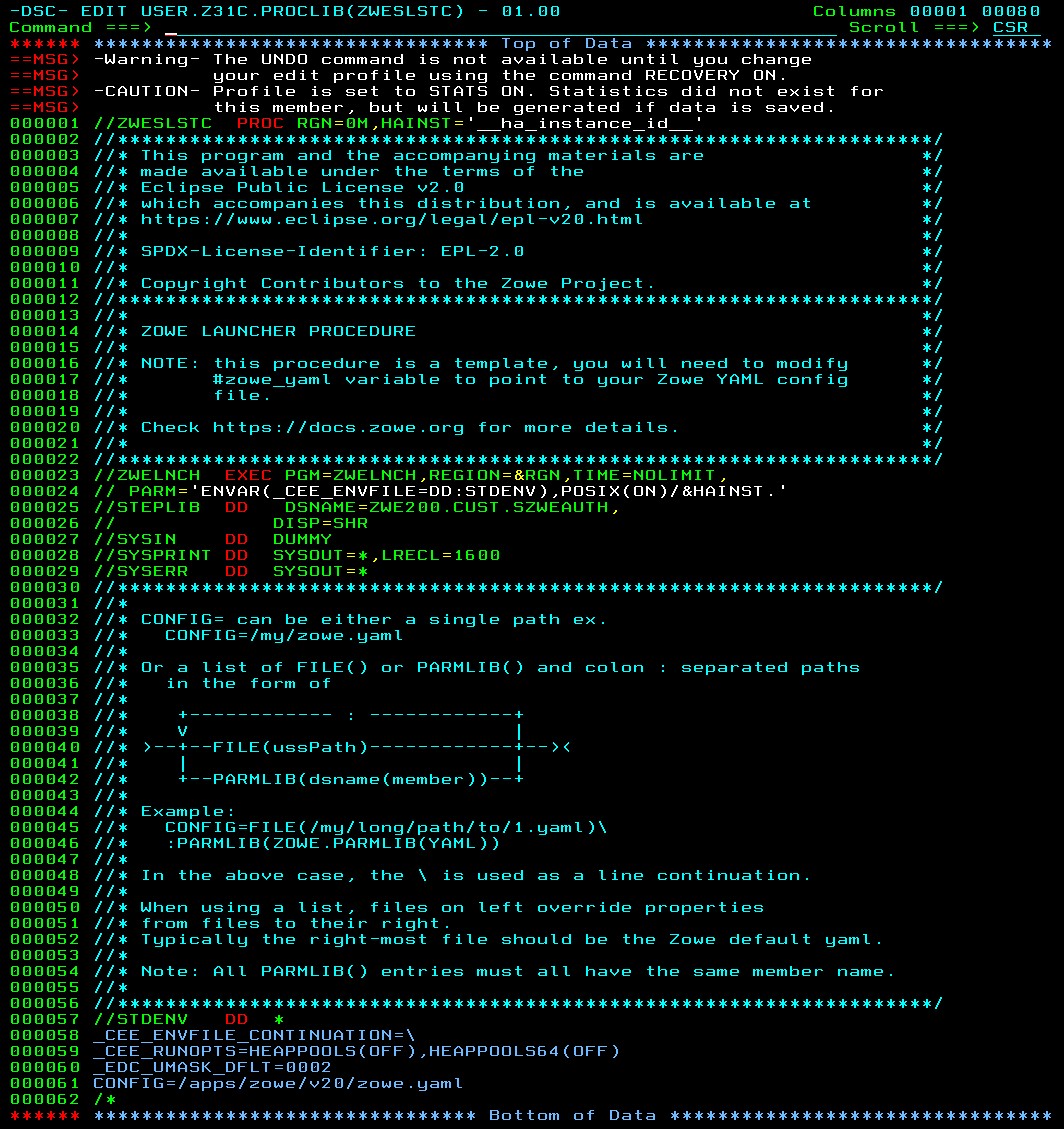 -DSC- EDIT USER.Z31C.PROCLIB(ZWESLSTC) - 01.00 Columns 00001 00080
Command ===> _ Scroll ===> CSR
****** ********************************* Top of Data **********************************
==MSG> -Warning- The UNDO command is not available until you change
==MSG>           your edit profile using the command RECOVERY ON.
==MSG> -CAUTION- Profile is set to STATS ON. Statistics did not exist for
==MSG>           this member, but will be generated if data is saved.
000001 //ZWESLSTC  PROC RGN=0M,HAINST='__ha_instance_id__'
000002 //********************************************************************/
000003 //* This program and the accompanying materials are                  */
000004 //* made available under the terms of the                            */
000005 //* Eclipse Public License v2.0                                      */
000006 //* which accompanies this distribution, and is available at         */
000007 //* https://www.eclipse.org/legal/epl-v20.html                       */
000008 //*                                                                  */
000009 //* SPDX-License-Identifier: EPL-2.0                                 */
000010 //*                                                                  */
000011 //* Copyright Contributors to the Zowe Project.                      */
000012 //********************************************************************/
000013 //*                                                                  */
000014 //* ZOWE LAUNCHER PROCEDURE                                          */
000015 //*                                                                  */
000016 //* NOTE: this procedure is a template, you will need to modify      */
000017 //*       #zowe_yaml variable to point to your Zowe YAML config      */
000018 //*       file.                                                      */
000019 //*                                                                  */
000020 //* Check https://docs.zowe.org for more details.                    */
000021 //*                                                                  */
000022 //********************************************************************/
000023 //ZWELNCH  EXEC PGM=ZWELNCH,REGION=&RGN,TIME=NOLIMIT,
000024 // PARM='ENVAR(_CEE_ENVFILE=DD:STDENV),POSIX(ON)/&HAINST.'
000025 //STEPLIB  DD   DSNAME=ZWE200.CUST.SZWEAUTH,
000026 //             DISP=SHR
000027 //SYSIN    DD  DUMMY
000028 //SYSPRINT DD  SYSOUT=*,LRECL=1600
000029 //SYSERR   DD  SYSOUT=*
000030 //********************************************************************/
000031 //*
000032 //* CONFIG= can be either a single path ex.
000033 //*   CONFIG=/my/zowe.yaml
000034 //*
000035 //* Or a list of FILE() or PARMLIB() and colon : separated paths
000036 //*   in the form of
000037 //*
000038 //*    +------------ : ------------+
000039 //*    V                           |
000040 //* >--+--FILE(ussPath)------------+--><
000041 //*    |                           |
000042 //*    +--PARMLIB(dsname(member))--+
000043 //*
000044 //* Example:
000045 //*   CONFIG=FILE(/my/long/path/to/1.yaml)\
000046 //*   :PARMLIB(ZOWE.PARMLIB(YAML))
000047 //*
000048 //* In the above case, the \ is used as a line continuation.
000049 //*
000050 //* When using a list, files on left override properties
000051 //* from files to their right.
000052 //* Typically the right-most file should be the Zowe default yaml.
000053 //*
000054 //* Note: All PARMLIB() entries must all have the same member name.
000055 //*
000056 //********************************************************************/
000057 //STDENV   DD  *
000058 _CEE_ENVFILE_CONTINUATION=\
000059 _CEE_RUNOPTS=HEAPPOOLS(OFF),HEAPPOOLS64(OFF)
000060 _EDC_UMASK_DFLT=0002
000061 CONFIG=/apps/zowe/v20/zowe.yaml
000062 /*
****** ******************************** Bottom of Data ********************************